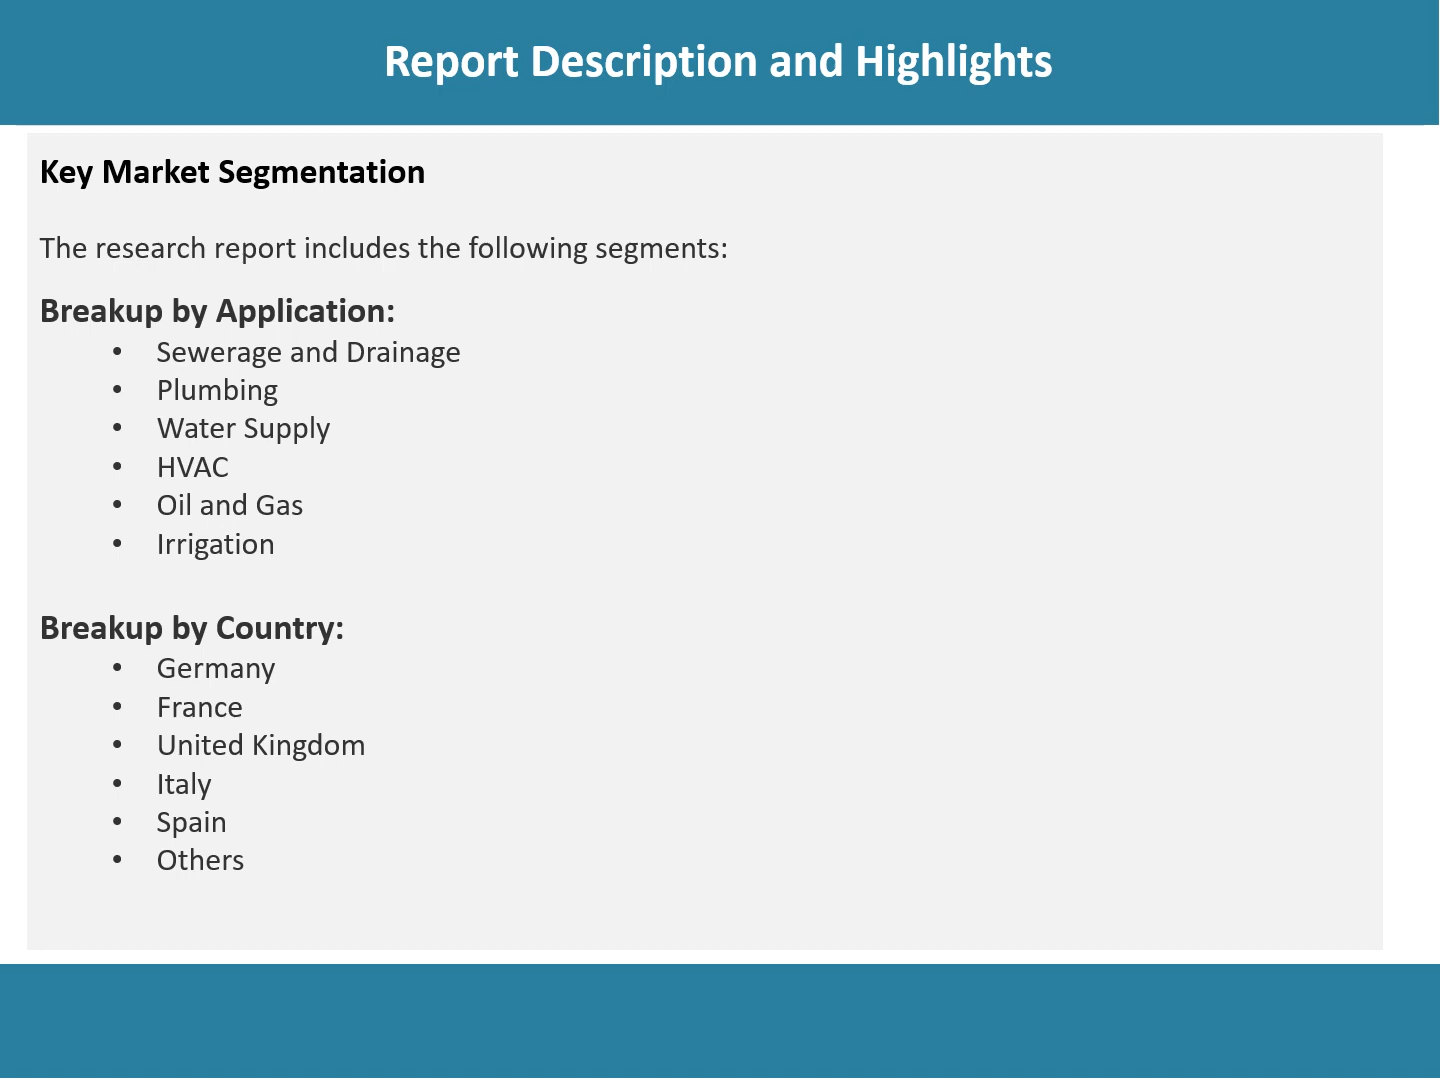 Report Description and Highlights
Key Market Segmentation
The research report includes the following segments:
Breakup by Application:
• Sewerage and Drainage
• Plumbing
• Water Supply
• HVAC
• Oil and Gas
• Irrigation
Breakup by Country:
• Germany
• France
• United Kingdom
• Italy
• Spain
• Others